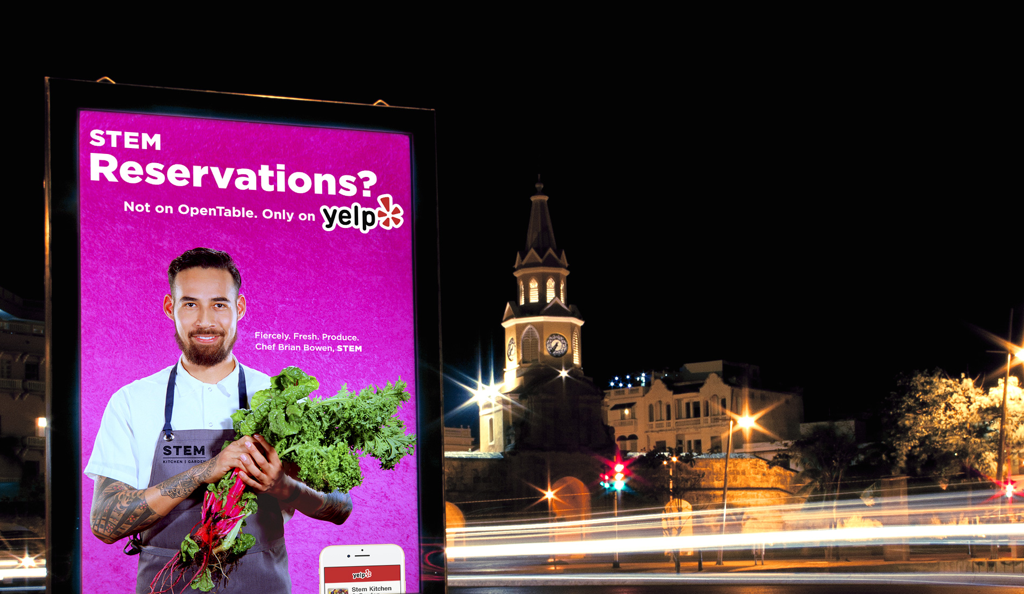 STEM
Reservations?
Not on OpenTable. Only on yelp
Fiercely. Fresh. Produce.
Chef Brian Bowen, STEM
STEM
KITCHEN | GARDEN
yelp
Stem Kitchen